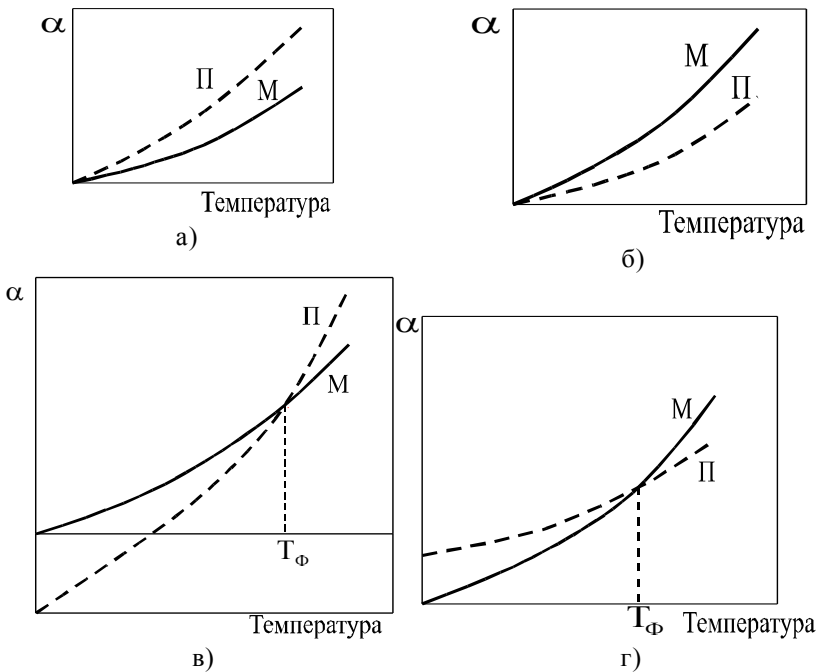 α
П
М
Температура
а)
α
М
П
Температура
б)
α
П
М
TФ
Температура
в)
α
М
П
TФ
Температура
г)